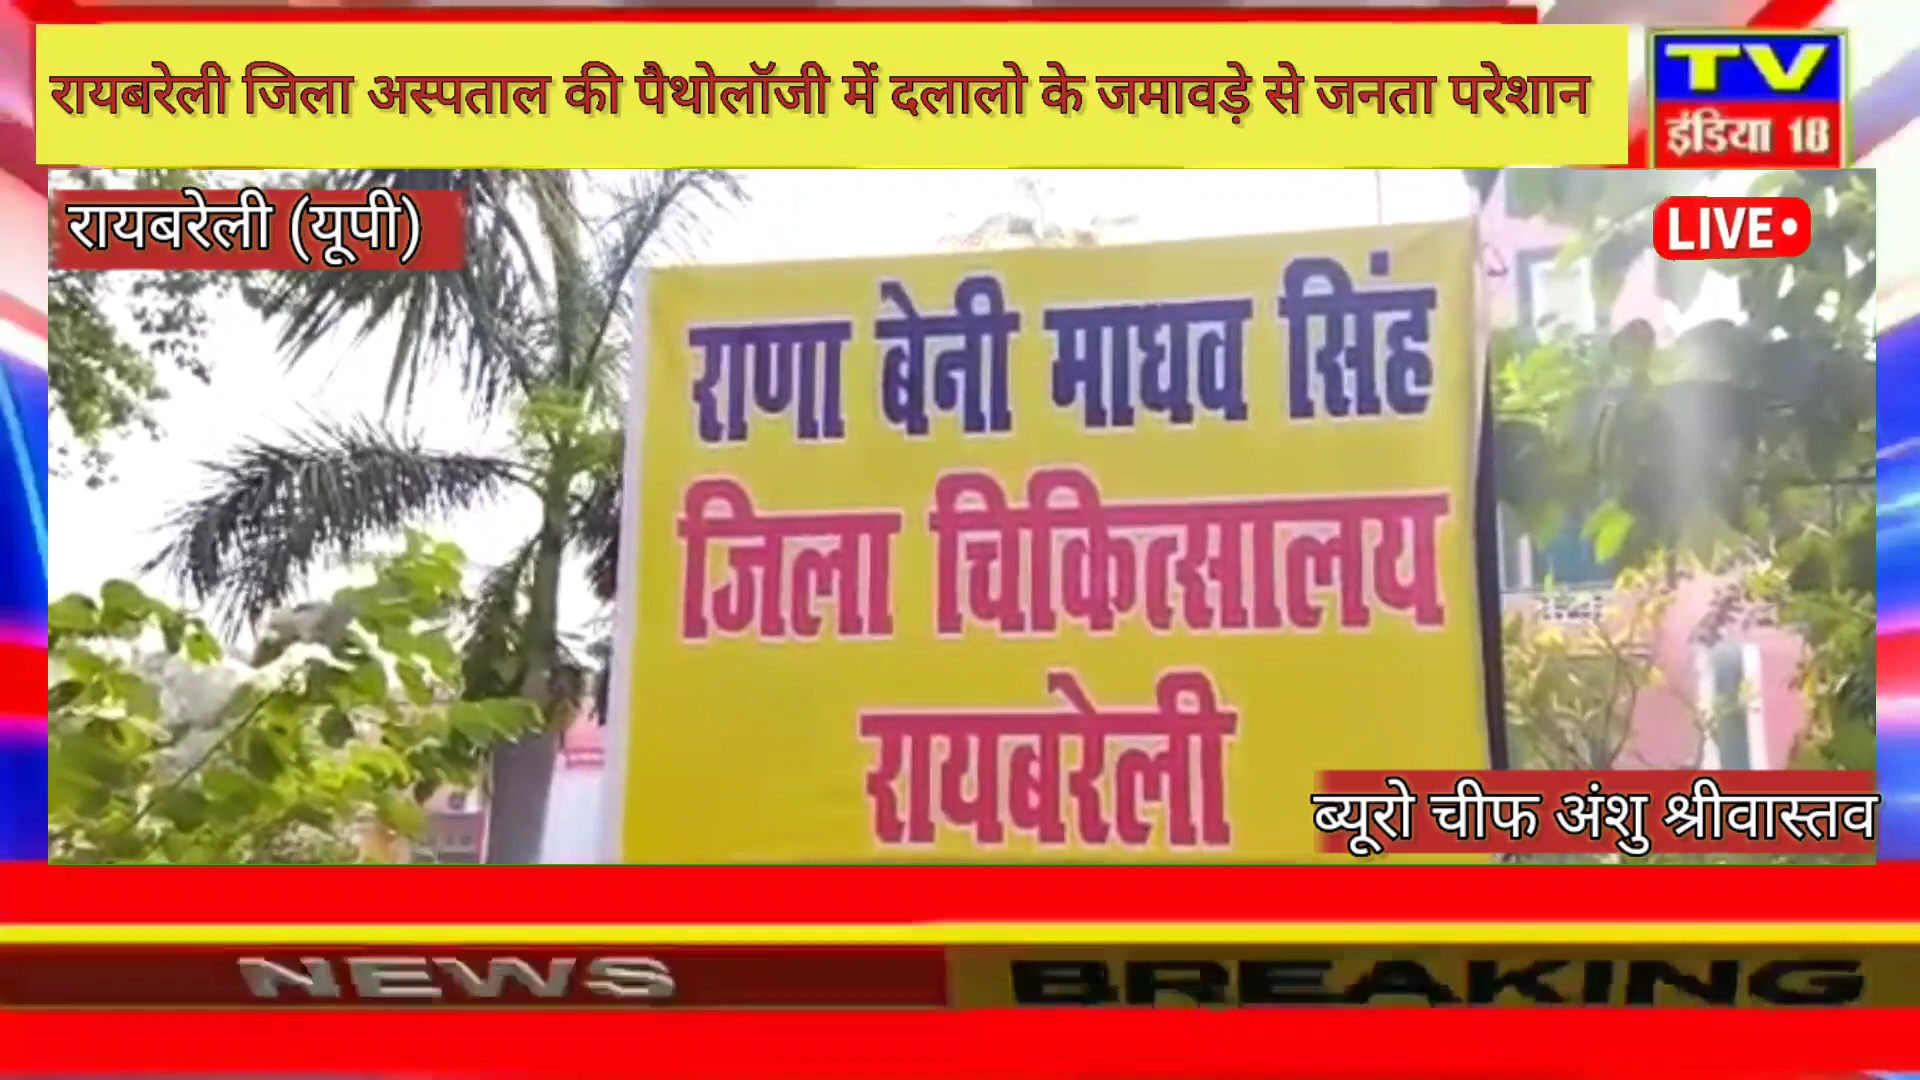 रायबरेली जिला अस्पताल की पैथोलॉजी में दलालो के जमावड़े से जनता परेशान
TV
इंडिया 18
रायबरेली (यूपी)
LIVE
राणा बेनी माधव सिंह
जिला चिकित्सालय
रायबरेली
ब्यूरो चीफ अंशु श्रीवास्तव
NEWS
BREAKING